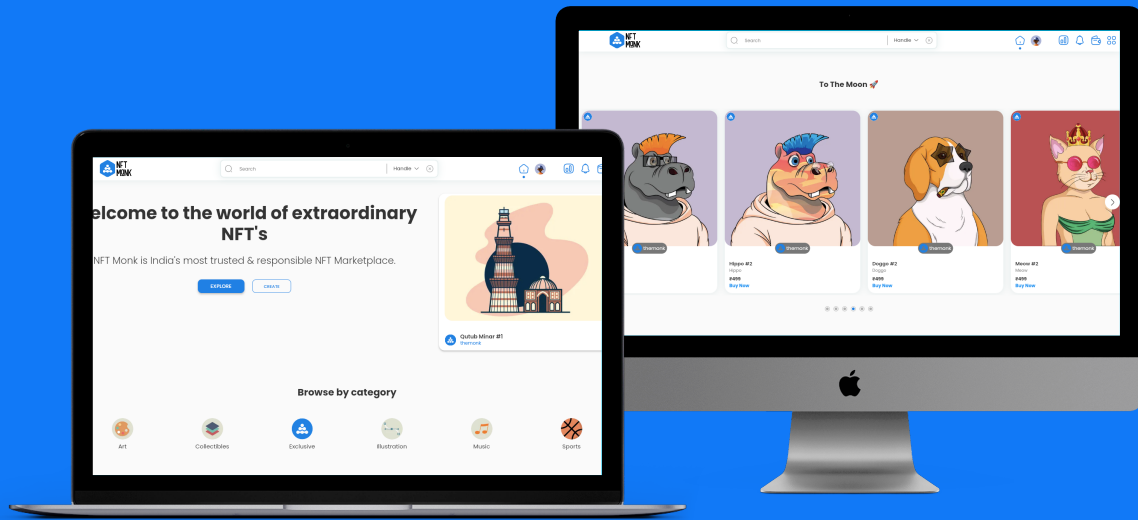 NFT
MONK
Search
Handle
elcome to the world of extraordinary
NFT's
NFT Monk is India's most trusted & responsible NFT Marketplace.
EXPLORE
CREATE
Qutub Minar #1
themonk
Browse by category
Art
Collectibles
Exclusive
Illustration
Music
Sports
NFT
MONK
Search
Handle
To The Moon 🚀
themonk
themonk
Hippo #2
Hippo
₹499
Buy Now
themonk
Doggo #2
Doggo
₹499
Buy Now
Meow #2
Meow
₹499
Buy Now